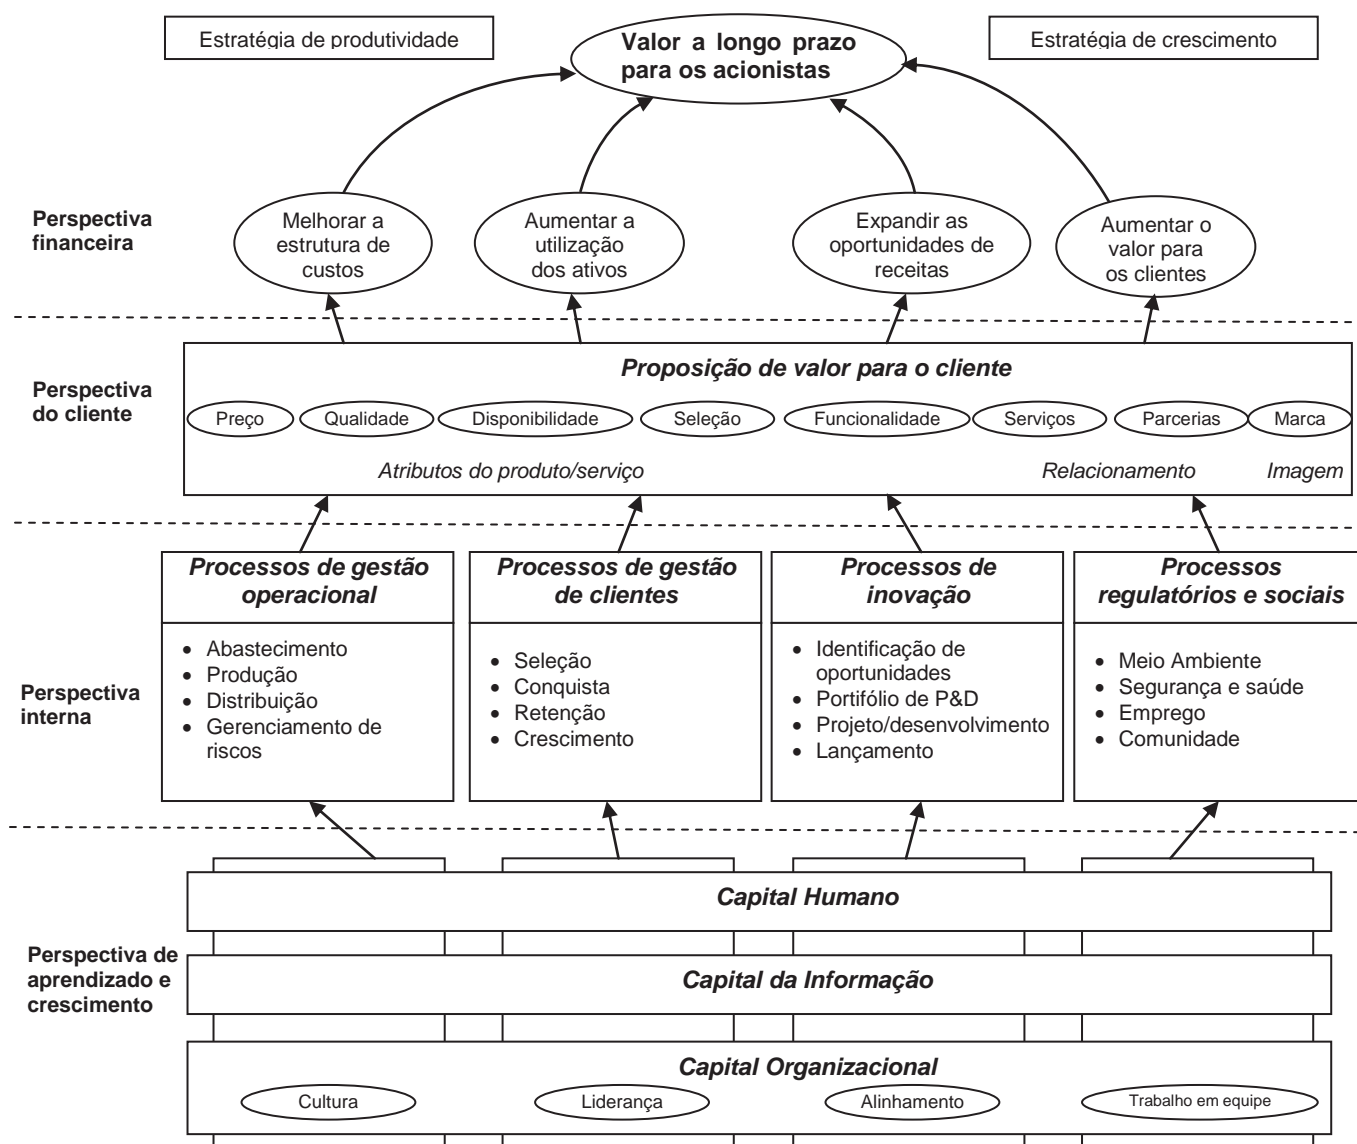 Estratégia de produtividade
Valor a longo prazo
para os acionistas
Estratégia de crescimento
Perspectiva
financeira
Melhorar a
estrutura de
custos
Aumentar a
utilização
dos ativos
Expandir as
oportunidades de
receitas
Aumentar o
valor para
os clientes
Perspectiva
do cliente
Proposição de valor para o cliente
Preço
Qualidade
Disponibilidade
Seleção
Funcionalidade
Serviços
Parcerias
Marca
Atributos do produto/serviço
Relacionamento
Imagem
Perspectiva
interna
Processos de gestão
operacional
• Abastecimento
• Produção
• Distribuição
• Gerenciamento de
riscos
Processos de gestão
de clientes
• Seleção
• Conquista
• Retenção
• Crescimento
Processos de
inovação
• Identificação de
oportunidades
• Portifólio de P&D
• Projeto/desenvolvimento
• Lançamento
Processos
regulatórios e sociais
• Meio Ambiente
• Segurança e saúde
• Emprego
• Comunidade
Perspectiva de
aprendizado e
crescimento
Capital Humano
Capital da Informação
Capital Organizacional
Cultura
Liderança
Alinhamento
Trabalho em equipe